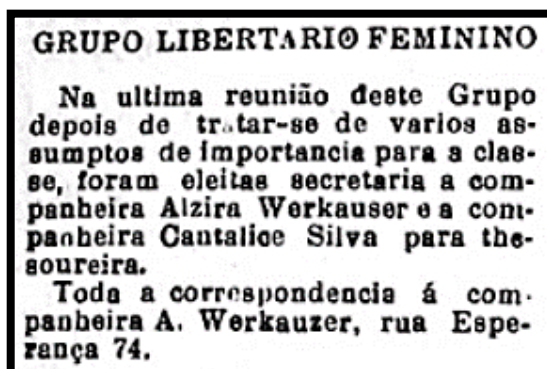 GRUPO LIBERTARIO FEMININO
Na ultima reunião deste Grupo
depois de tratar-se de varios as-
sumptos de importancia para a clas-
se, foram eleitas secretaria a com-
panheira Alzira Werkauser e a com-
panheira Cantalice Silva para the-
soureira.
Toda a correspondencia á com-
panheira A. Werkauzer, rua Espe-
rança 74.